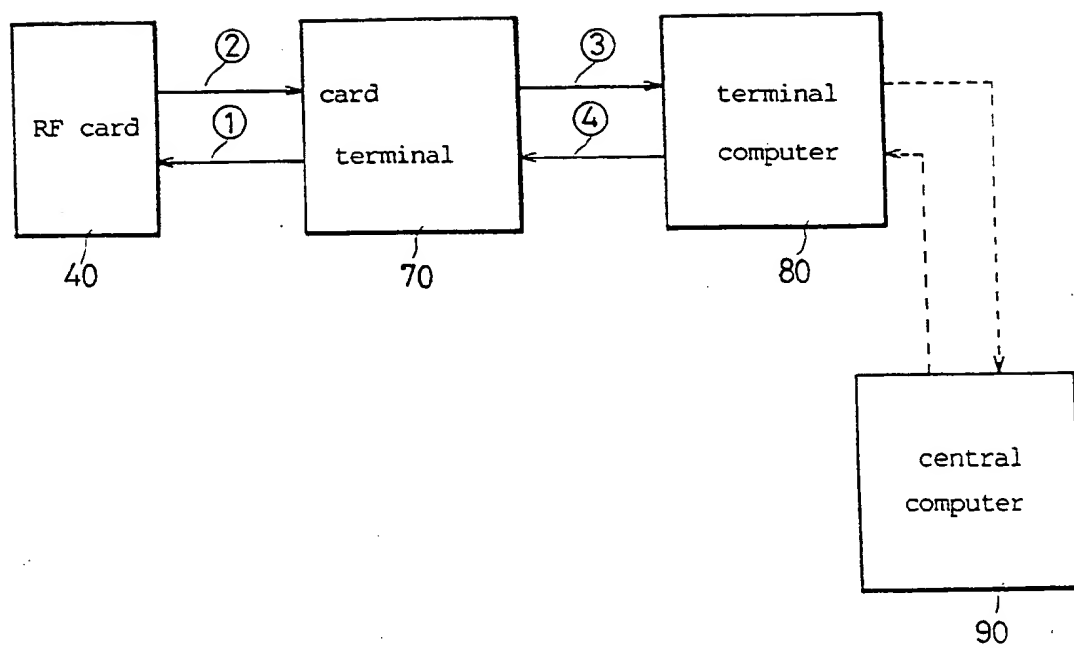 ② ③
card terminal
RF card ① ④
terminal computer
40 70 80
central
computer
90